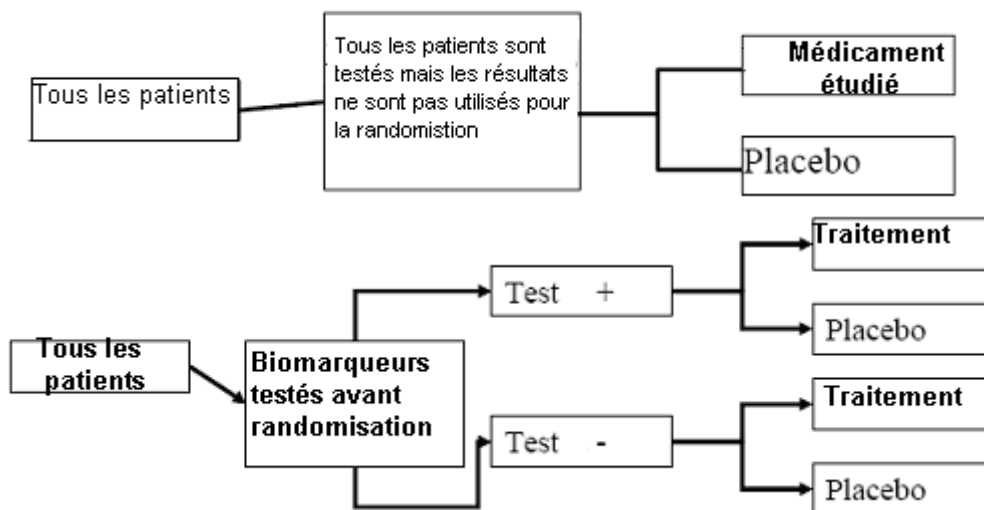 Tous les patients
Tous les patients sont
testés mais les résultats
ne sont pas utilisés pour
la randomistion
Médicament
étudié
Placebo
Tous les
patients
Biomarqueurs
testés avant
randomisation
Test +
Traitement
Placebo
Test -
Traitement
Placebo